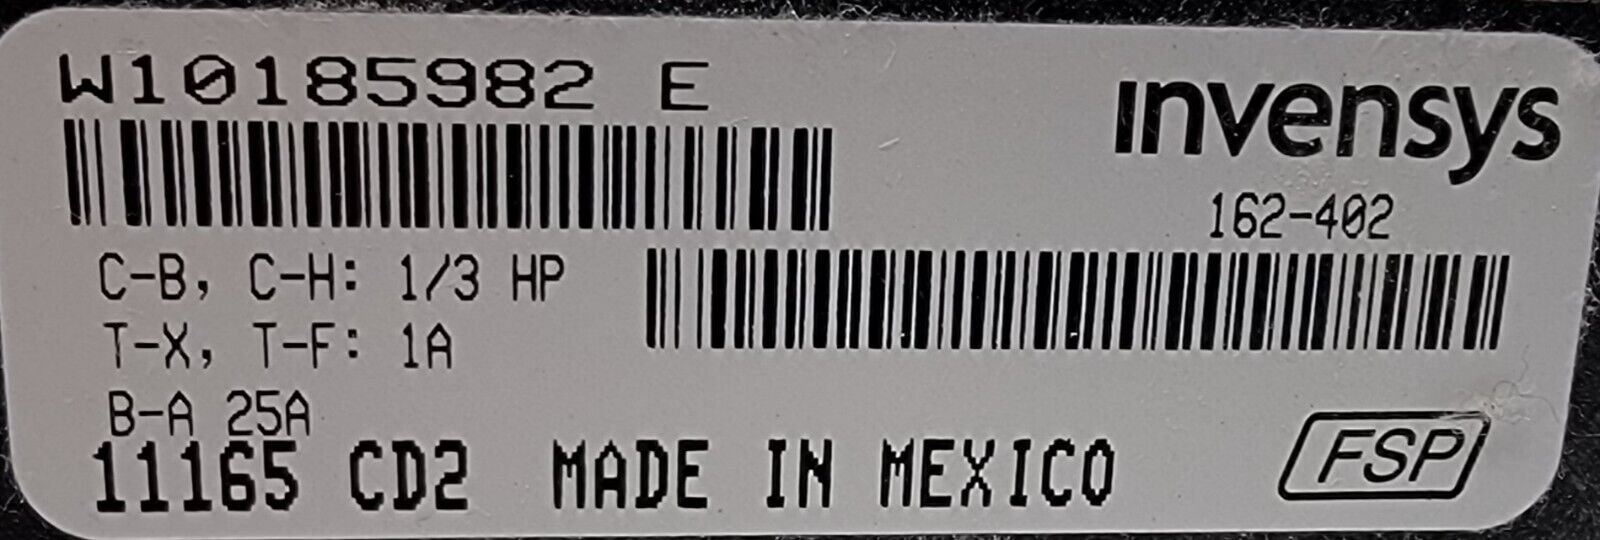 W10185982 E
invensys
162-402
C-B, C-H: 1/3 HP
T-X, T-F: 1A
B-A 25A
11165 CD2 MADE IN MEXICO
FSP